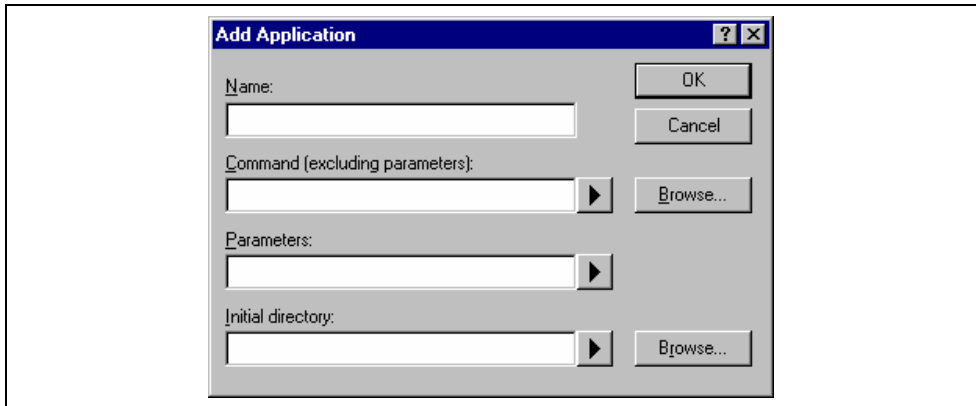 Add Application
Name:
OK
Cancel
Command (excluding parameters):
Browse...
Parameters:
Initial directory:
Browse...